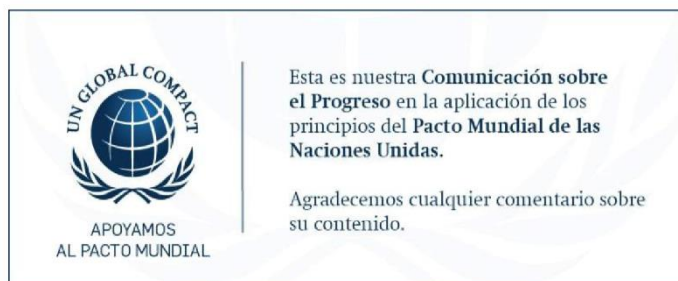 UN GLOBAL COMPACT
APOYAMOS
AL PACTO MUNDIAL
Esta es nuestra Comunicación sobre
el Progreso en la aplicación de los
principios del Pacto Mundial de las
Naciones Unidas.
Agradecemos cualquier comentario sobre
su contenido.